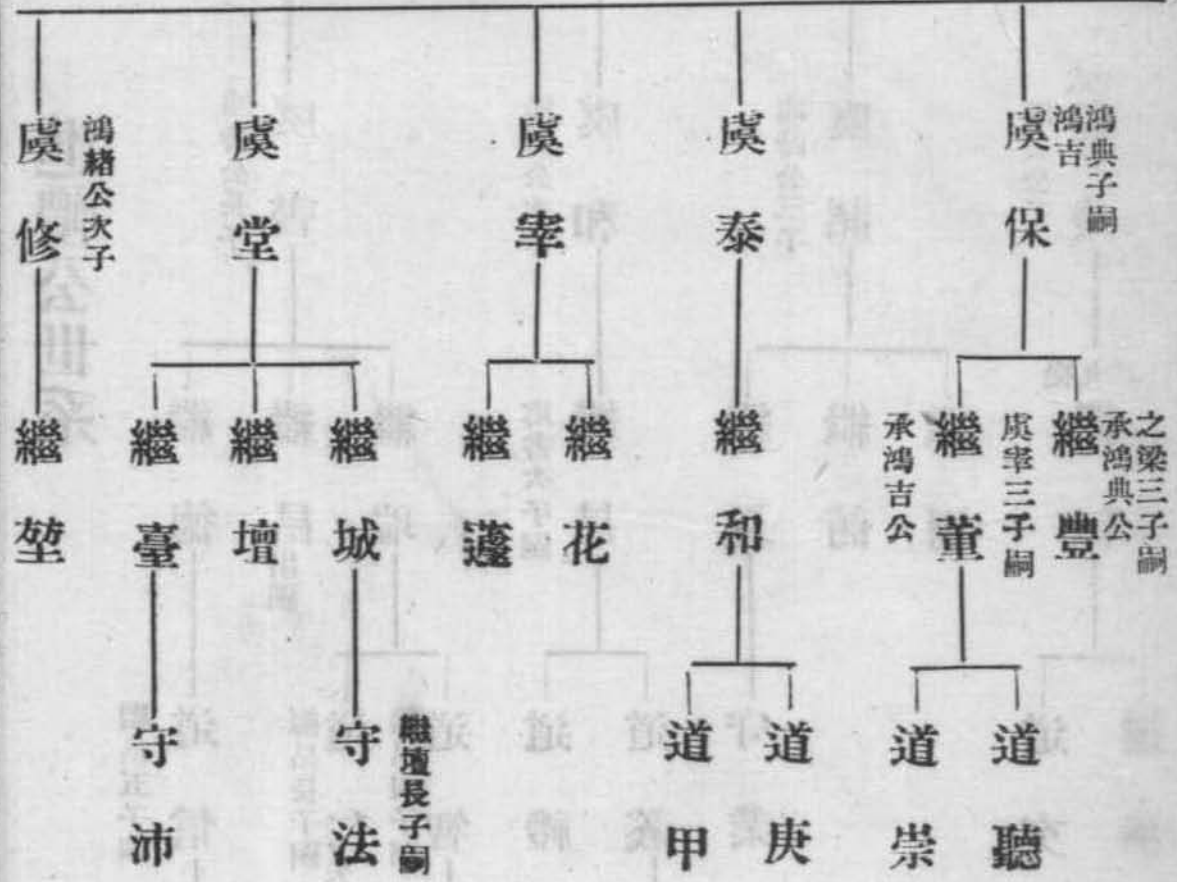 鴻典子嗣
鴻吉
虞保
虞泰
虞宰
虞堂
鴻緒公次子
虞修
之梁三子嗣
承鴻典公
繼豐
虞宰三子嗣
繼董
承鴻吉公
繼和
繼花
繼蘧
繼城
繼壇
繼臺
繼堃
道聽
道崇
道庚
道甲
繼壇長子嗣
守法
守沛